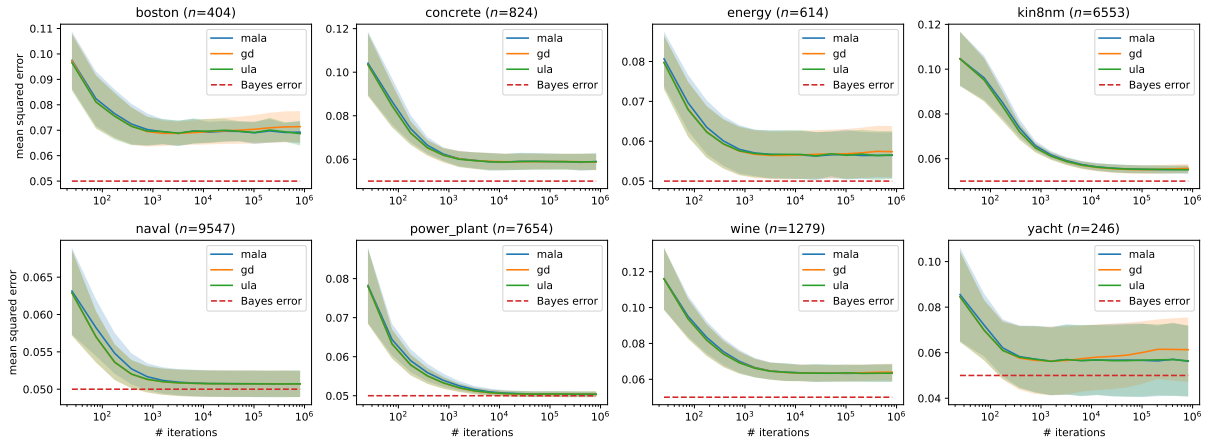 boston (n=404)
mean squared error
0.11
0.10
0.09
0.08
0.07
0.06
0.05
10² 10³ 10⁴ 10⁵ 10⁶
mala
gd
ula
Bayes error
concrete (n=824)
0.12
0.10
0.08
0.06
10² 10³ 10⁴ 10⁵ 10⁶
mala
gd
ula
Bayes error
energy (n=614)
0.08
0.07
0.06
0.05
10² 10³ 10⁴ 10⁵ 10⁶
mala
gd
ula
Bayes error
kin8nm (n=6553)
0.12
0.10
0.08
0.06
10² 10³ 10⁴ 10⁵ 10⁶
mala
gd
ula
Bayes error
naval (n=9547)
mean squared error
0.065
0.060
0.055
0.050
10² 10³ 10⁴ 10⁵ 10⁶
# iterations
mala
gd
ula
Bayes error
power_plant (n=7654)
0.08
0.07
0.06
0.05
10² 10³ 10⁴ 10⁵ 10⁶
# iterations
mala
gd
ula
Bayes error
wine (n=1279)
0.12
0.10
0.08
0.06
10² 10³ 10⁴ 10⁵ 10⁶
# iterations
mala
gd
ula
Bayes error
yacht (n=246)
0.10
0.08
0.06
0.04
10² 10³ 10⁴ 10⁵ 10⁶
# iterations
mala
gd
ula
Bayes error